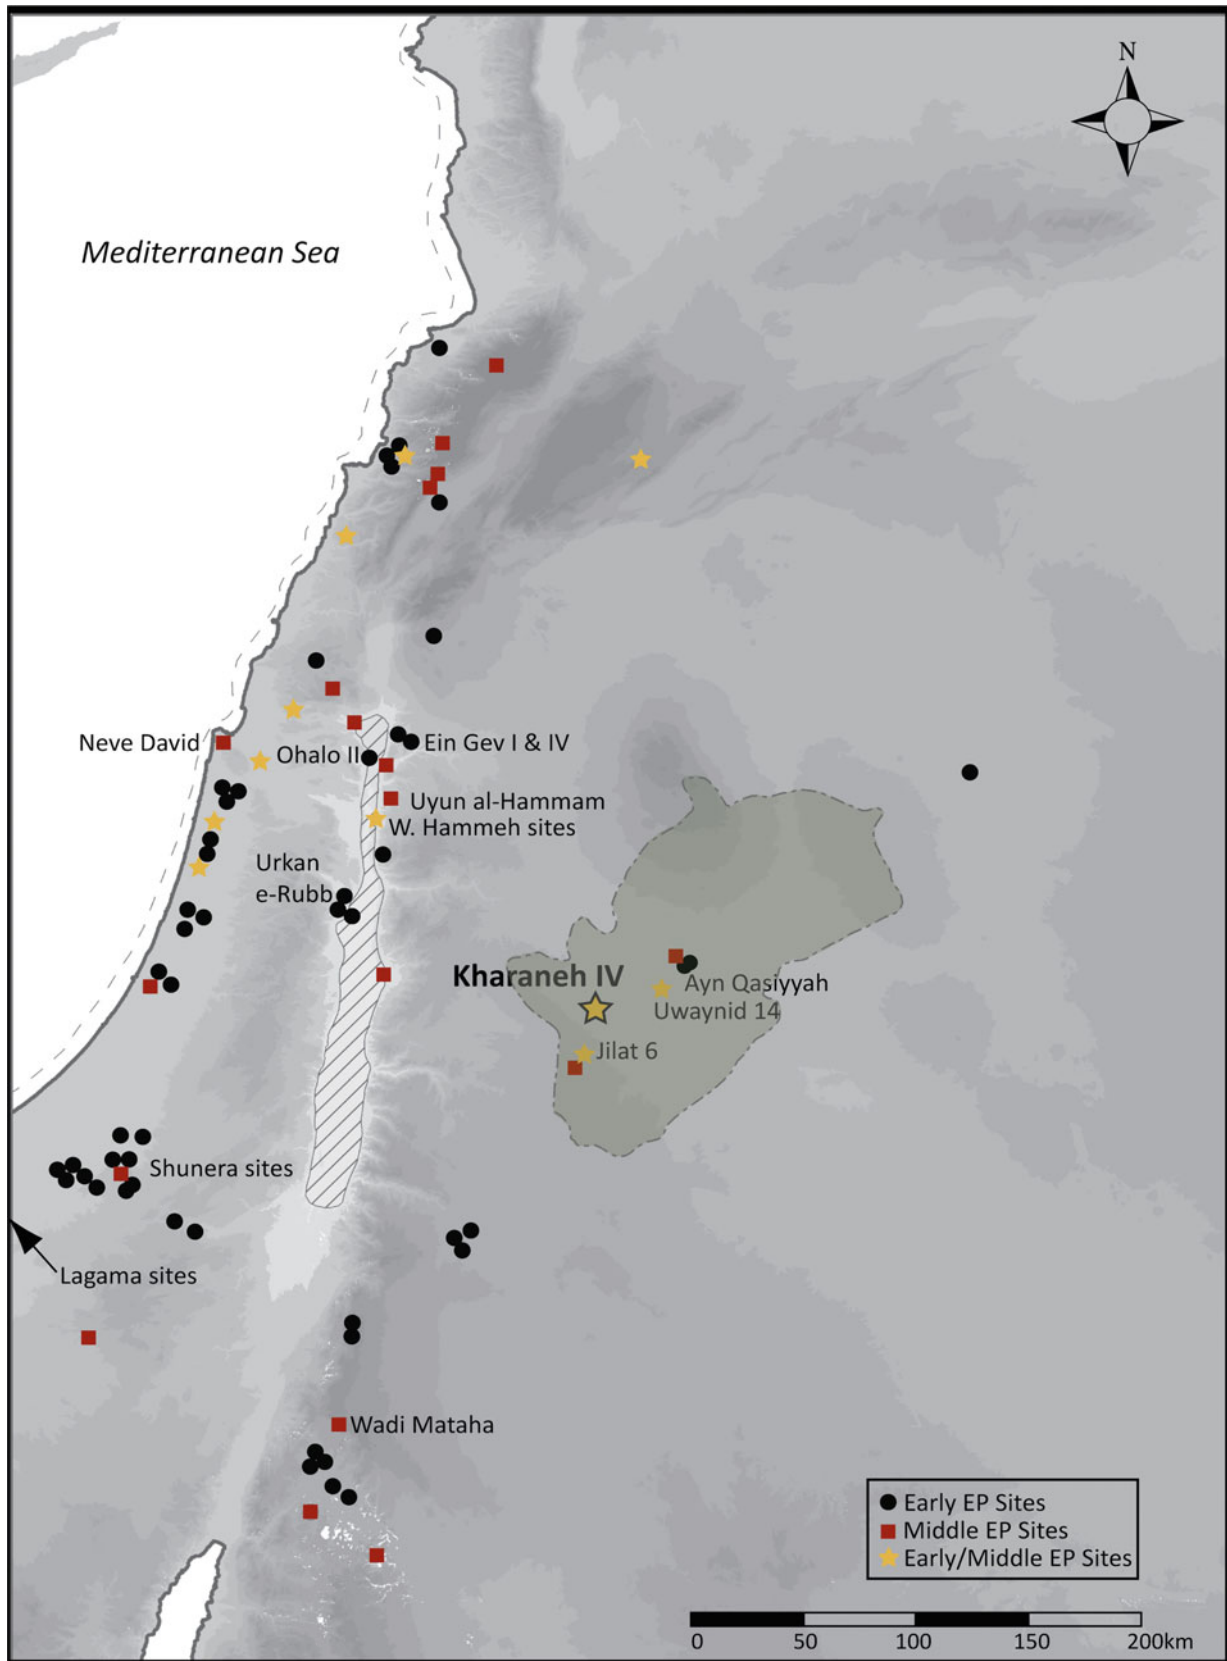 N
Mediterranean Sea
Neve David
Ohalo II
Ein Gev I & IV
Uyun al-Hammam
W. Hammeh sites
Urkan
e-Rubb
Kharaneh IV
Ayn Qasiyyah
Uwaynid 14
Jilat 6
Shunera sites
Lagama sites
Wadi Mataha
Early EP Sites
Middle EP Sites
Early/Middle EP Sites
0 50 100 150 200km